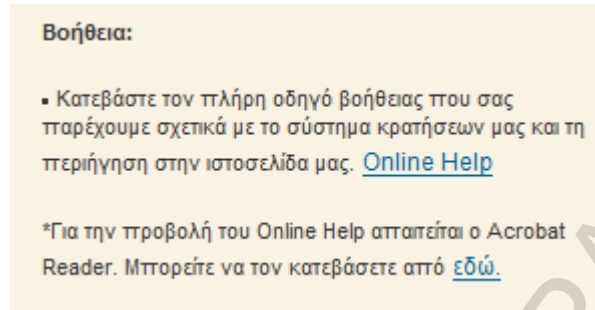 Βοήθεια:
▪ Κατεβάστε τον πλήρη οδηγό βοήθειας που σας
παρέχουμε σχετικά με το σύστημα κρατήσεων μας και τη
περιήγηση στην ιστοσελίδα μας. Online Help
*Για την προβολή του Online Help απαιτείται ο Acrobat
Reader. Μπορείτε να τον κατεβάσετε από εδώ.